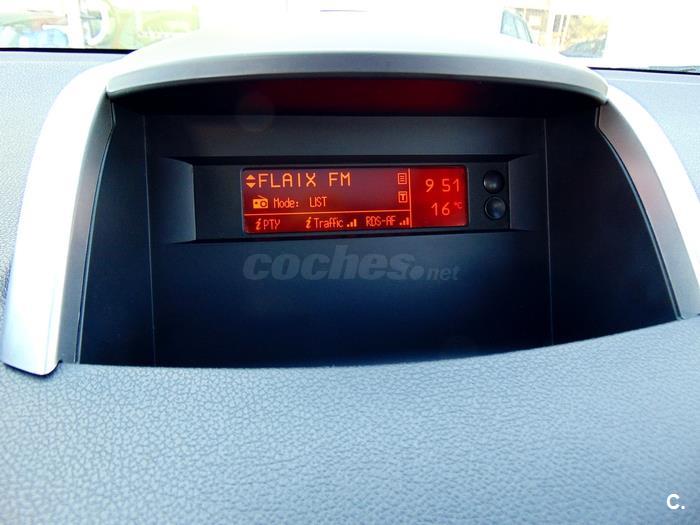 FLAIX FM
Mode: LIST
i PTY i Traffic RDS-AF
9 51
16 °C
coches.net
C.